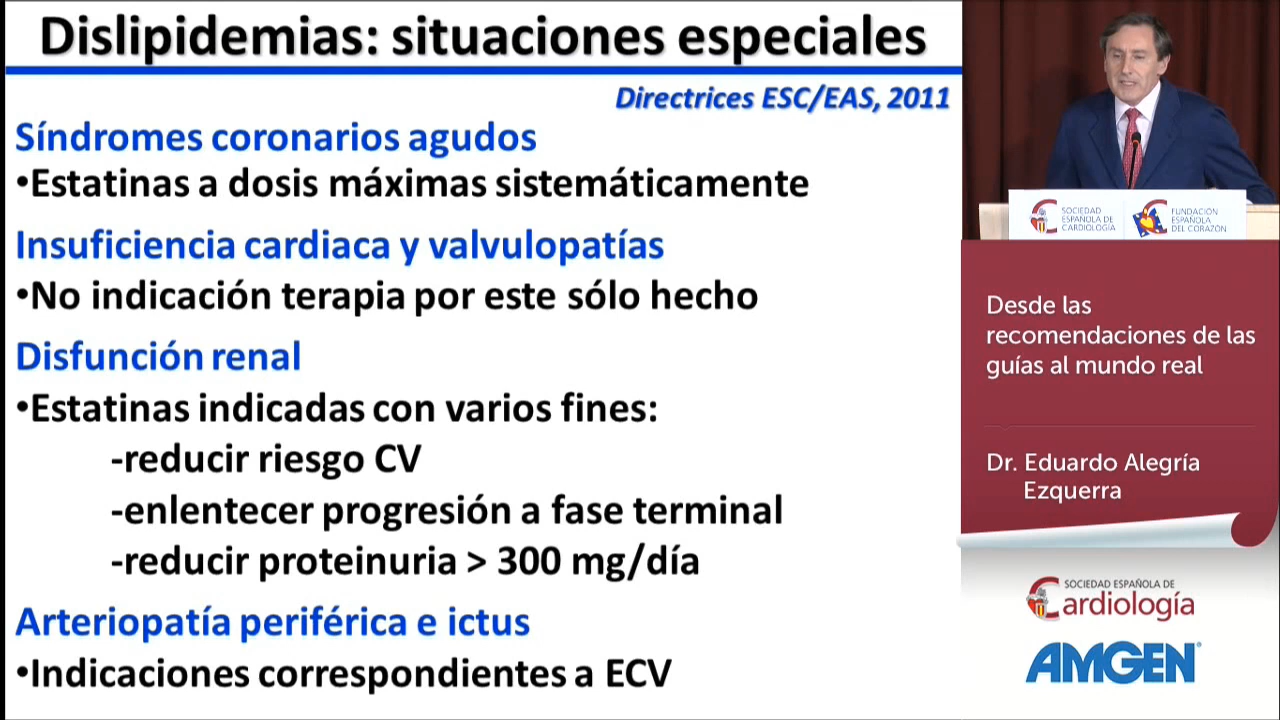 Dislipidemias: situaciones especiales
Directrices ESC/EAS, 2011
Síndromes coronarios agudos
•Estatinas a dosis máximas sistemáticamente
Insuficiencia cardiaca y valvulopatías
•No indicación terapia por este sólo hecho
Disfunción renal
•Estatinas indicadas con varios fines:
-reducir riesgo CV
-enlentecer progresión a fase terminal
-reducir proteinuria > 300 mg/día
Arteriopatía periférica e ictus
•Indicaciones correspondientes a ECV
SOCIEDAD
ESPAÑOLA DE
CARDIOLOGÍA
FUNDACIÓN
ESPAÑOLA
DEL CORAZÓN
Desde las
recomendaciones de las
guías al mundo real
Dr. Eduardo Alegría
Ezquerra
SOCIEDAD ESPAÑOLA DE
Cardiología
AMGEN®